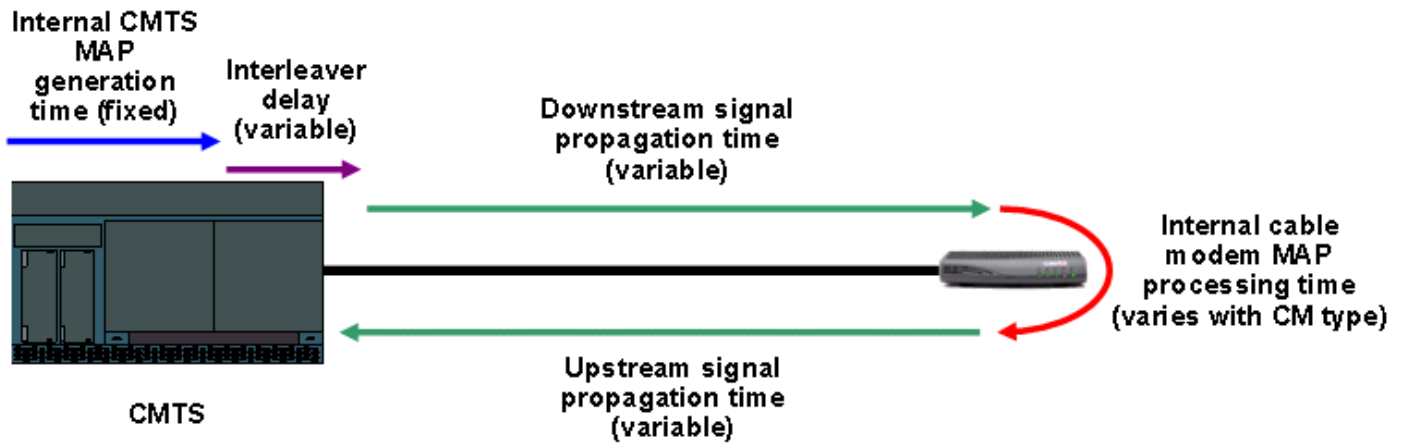 Internal CMTS
MAP
generation
time (fixed)
Interleaver
delay
(variable)
Downstream signal
propagation time
(variable)
Internal cable
modem MAP
processing time
(varies with CM type)
Upstream signal
propagation time
(variable)
CMTS